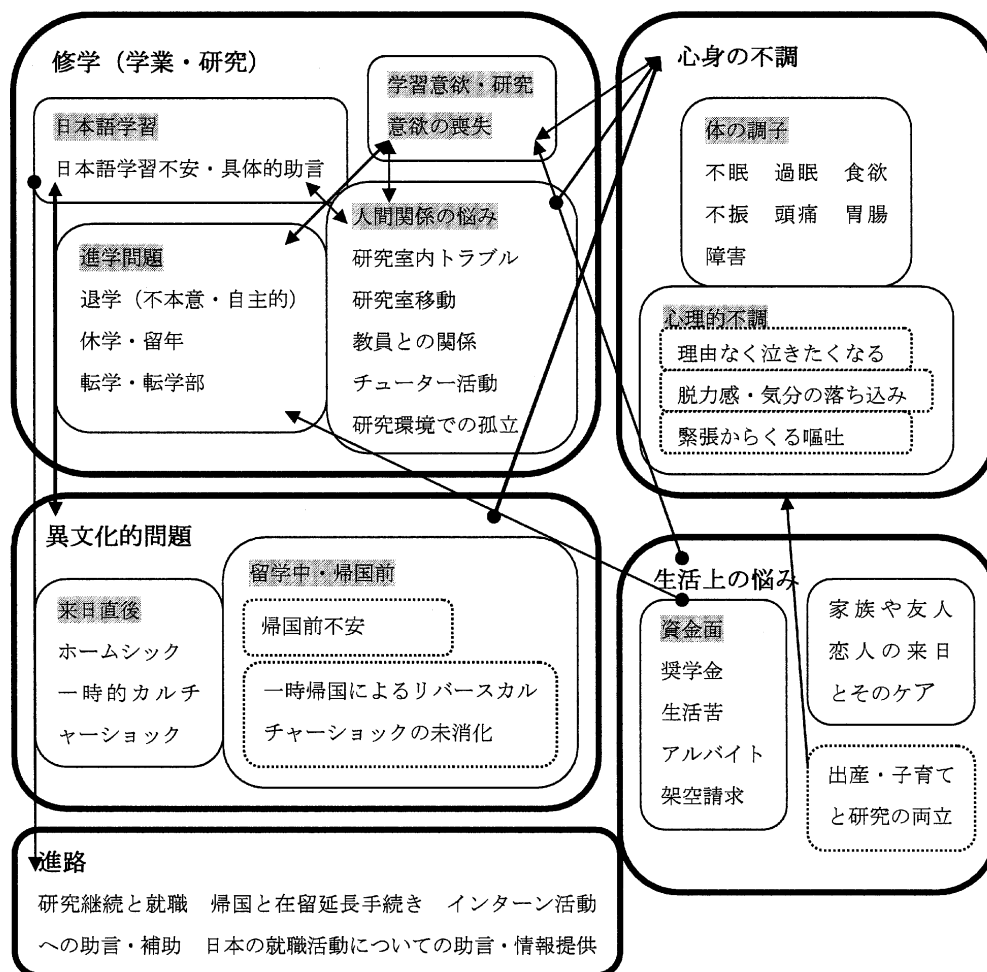 修学（学業・研究）
学習意欲・研究
意欲の喪失
日本語学習
日本語学習不安・具体的助言
人間関係の悩み
研究室内トラブル
研究室移動
教員との関係
チューター活動
研究環境での孤立
進学問題
退学（不本意・自主的）
休学・留年
転学・転学部
心身の不調
体の調子
不眠　過眠　食欲
不振　頭痛　胃腸
障害
心理的不調
理由なく泣きたくなる
脱力感・気分の落ち込み
緊張からくる嘔吐
異文化的問題
来日直後
ホームシック
一時的カルチ
ャーショック
留学中・帰国前
帰国前不安
一時帰国によるリバースカル
チャーショックの未消化
生活上の悩み
資金面
奨学金
生活苦
アルバイト
架空請求
家族や友人
恋人の来日
とそのケア
出産・子育て
と研究の両立
進路
研究継続と就職　帰国と在留延長手続き　インターン活動
への助言・補助　日本の就職活動についての助言・情報提供